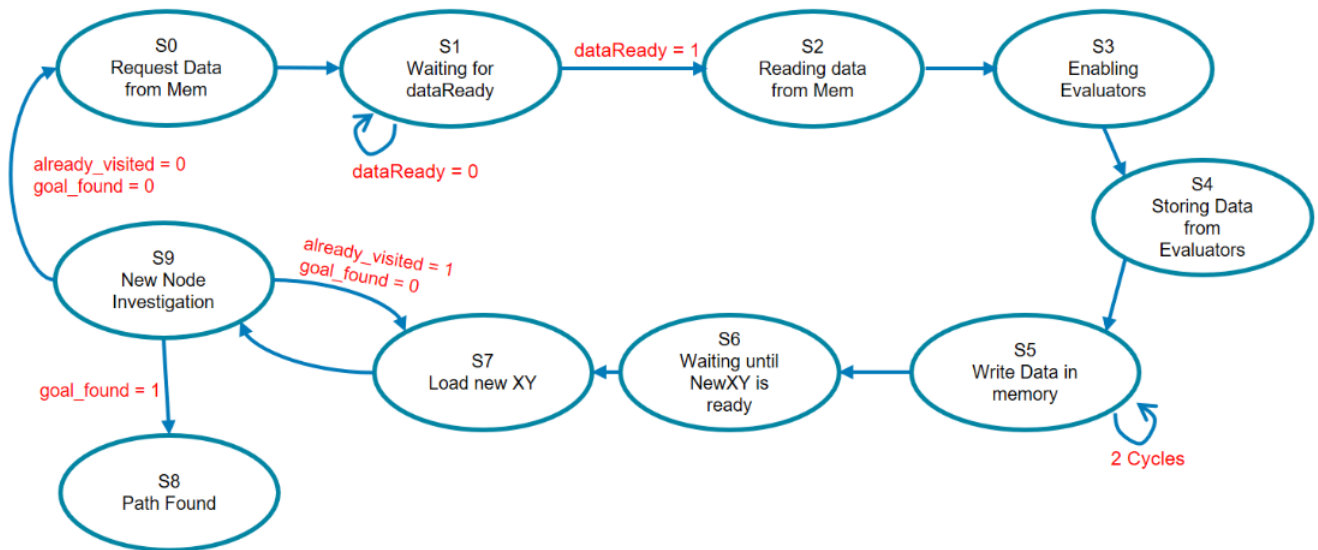 S0
Request Data
from Mem
S1
Waiting for
dataReady
dataReady = 1
S2
Reading data
from Mem
S3
Enabling
Evaluators
dataReady = 0
already_visited = 0
goal_found = 0
S4
Storing Data
from
Evaluators
S9
New Node
Investigation
already_visited = 1
goal_found = 0
S7
Load new XY
S6
Waiting until
NewXY is
ready
S5
Write Data in
memory
goal_found = 1
2 Cycles
S8
Path Found